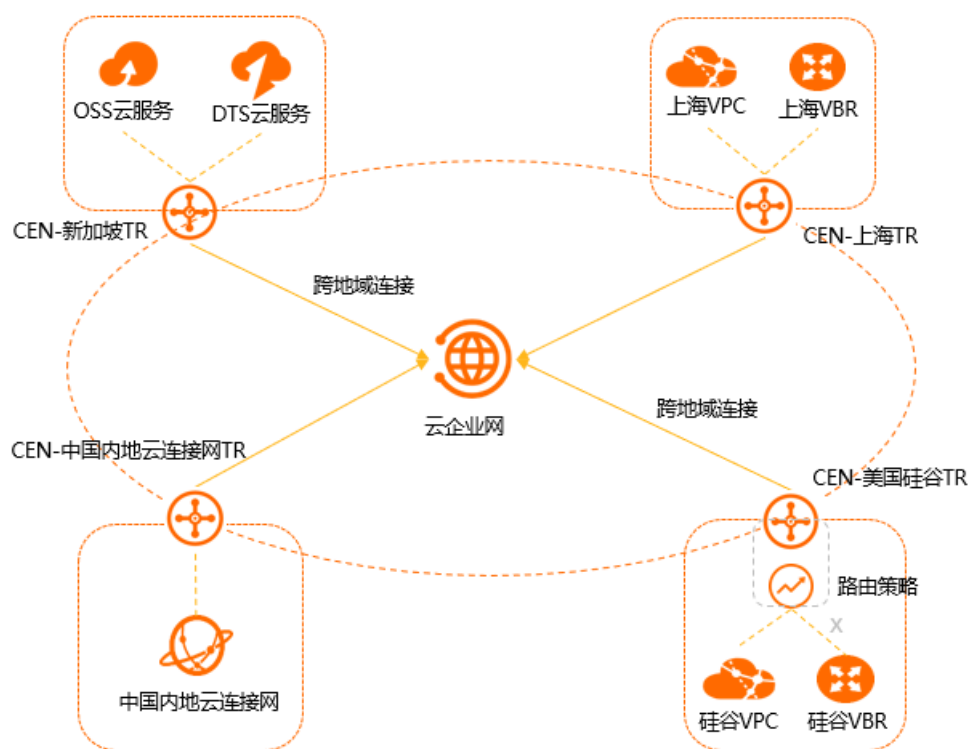 OSS云服务
DTS云服务
上海VPC
上海VBR
CEN-新加坡TR
CEN-上海TR
跨地域连接
云企业网
跨地域连接
CEN-中国内地云连接网TR
CEN-美国硅谷TR
路由策略
X
中国内地云连接网
硅谷VPC
硅谷VBR